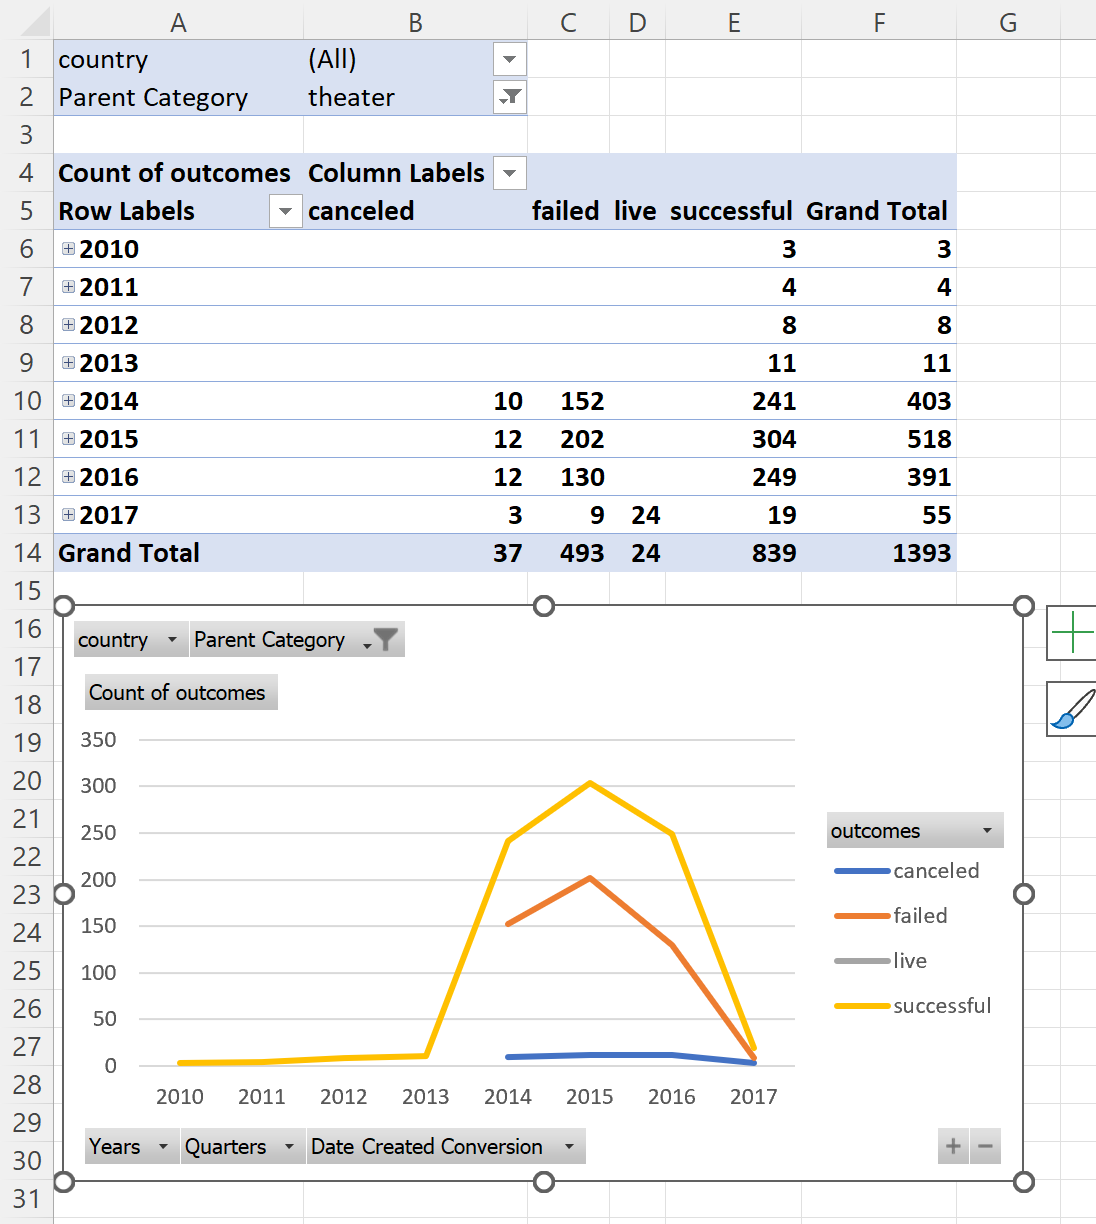 A B C D E F G
1 country (All)
2 Parent Category theater
3
4 Count of outcomes Column Labels
5 Row Labels canceled failed live successful Grand Total
6 2010 3 3
7 2011 4 4
8 2012 8 8
9 2013 11 11
10 2014 10 152 241 403
11 2015 12 202 304 518
12 2016 12 130 249 391
13 2017 3 9 24 19 55
14 Grand Total 37 493 24 839 1393
15
16
17
18
19
20
21
22
23
24
25
26
27
28
29
30
31
country Parent Category
Count of outcomes
350
300
250
200
150
100
50
0
2010 2011 2012 2013 2014 2015 2016 2017
outcomes
canceled
failed
live
successful
Years Quarters Date Created Conversion